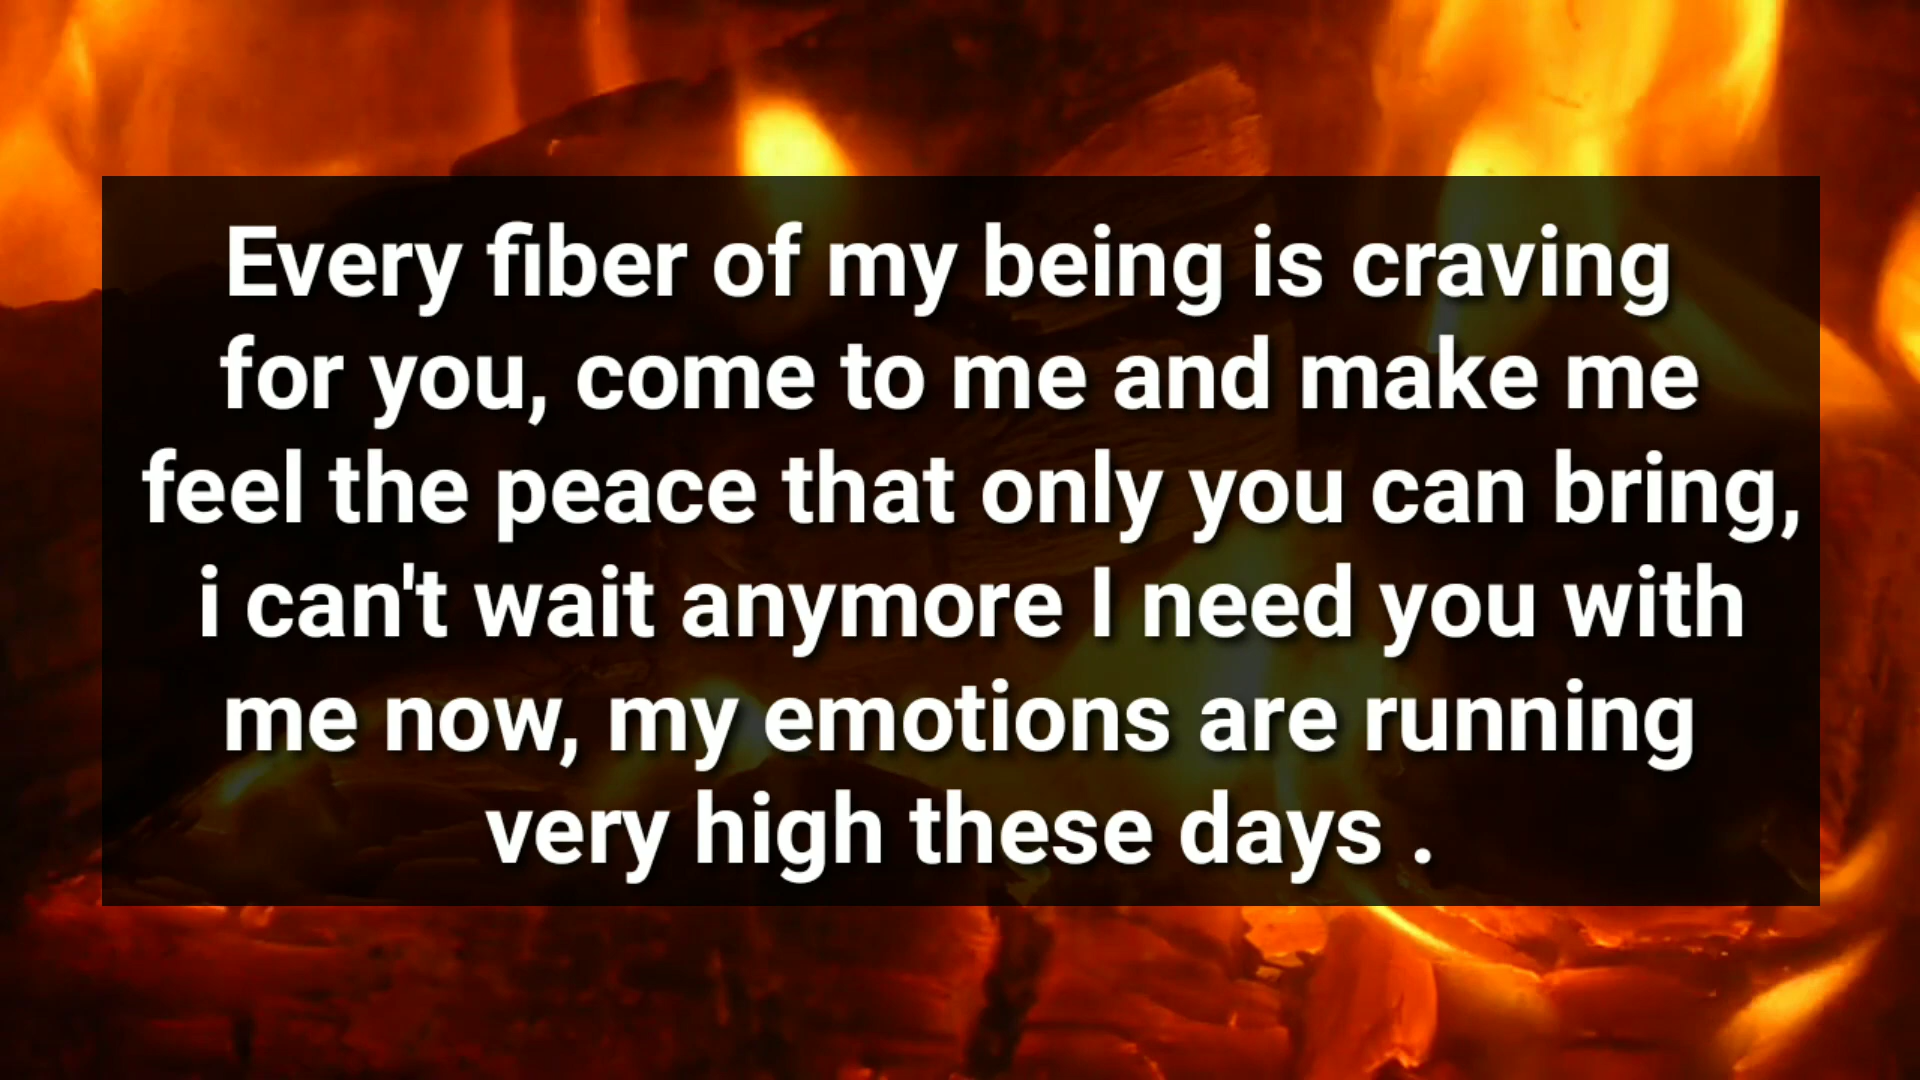 Every fiber of my being is craving
for you, come to me and make me
feel the peace that only you can bring,
i can't wait anymore I need you with
me now, my emotions are running
very high these days .